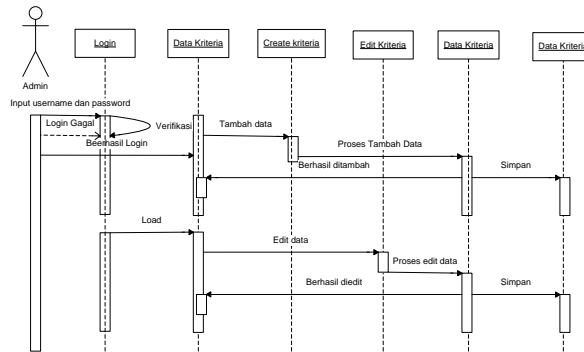 Login
Data Kriteria
Create kriteria
Edit Kriteria
Data Kriteria
Data Kriteria
Admin
Input username dan password
Login Gagal
Verifikasi
Tambah data
Beerhasil Login
Proses Tambah Data
Berhasil ditambah
Simpan
Load
Edit data
Proses edit data
Berhasil diedit
Simpan